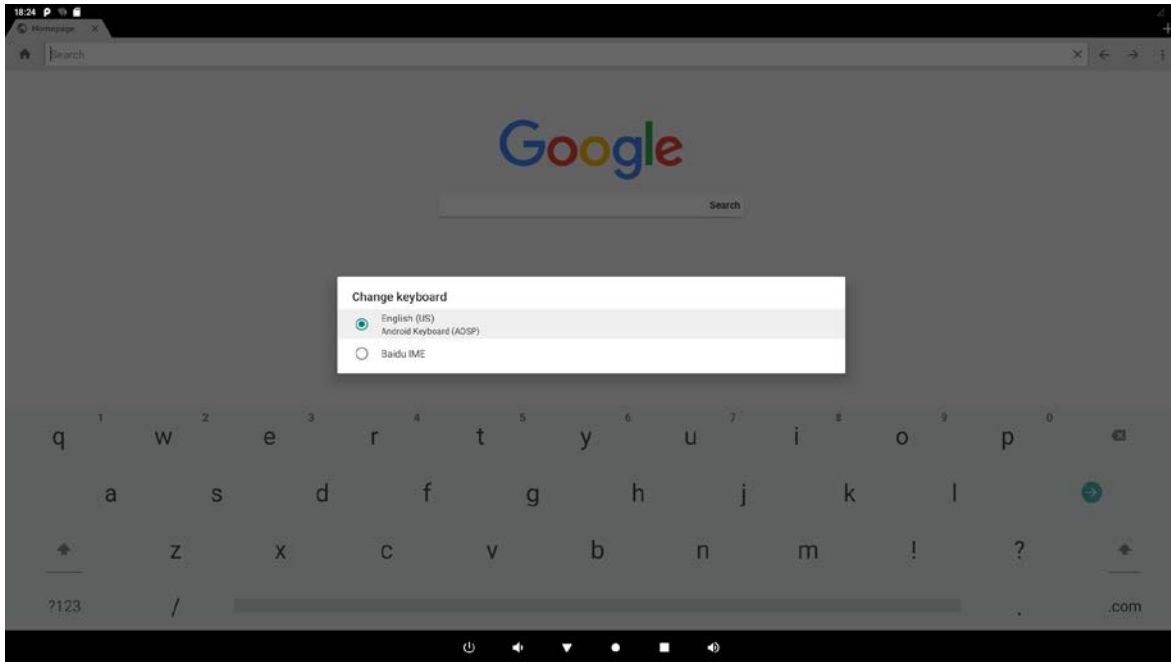 18:24
Homepage
Search
Google
Search
Change keyboard
English (US)
Android Keyboard (AOSP)
Baidu IME
1 2 3 4 5 6 7 8 9 0
q w e r t y u i o p
a s d f g h j k l
z x c v b n m ! ?
?123 / . .com